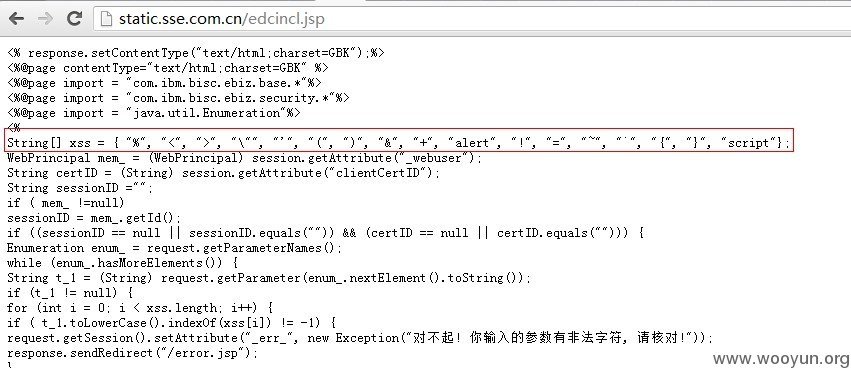 static.sse.com.cn/edcincl.jsp
<% response.setContentType("text/html;charset=GBK");%>
<%@page contentType="text/html;charset=GBK" %>
<%@page import = "com.ibm.bisc.ebiz.base.*"%>
<%@page import = "com.ibm.bisc.ebiz.security.*"%>
<%@page import = "java.util.Enumeration"%>
<%
String[] xss = { "%", "<", ">", "\"", "'", "(", ")", "&", "+", "alert", "!", "=", "~", "`", "{", "}", "script"};
WebPrincipal mem_ = (WebPrincipal) session.getAttribute("_webuser");
String certID = (String) session.getAttribute("clientCertID");
String sessionID ="";
if ( mem_ !=null)
sessionID = mem_.getId();
if ((sessionID == null || sessionID.equals("")) && (certID == null || certID.equals(""))) {
Enumeration enum_ = request.getParameterNames();
while (enum_.hasMoreElements()) {
String t_1 = (String) request.getParameter(enum_.nextElement().toString());
if (t_1 != null) {
for (int i = 0; i < xss.length; i++) {
if ( t_1.toLowerCase().indexOf(xss[i]) != -1) {
request.getSession().setAttribute("_err_", new Exception("对不起! 你输入的参数有非法字符, 请核对!"));
response.sendRedirect("/error.jsp");
}
www.wooyun.org